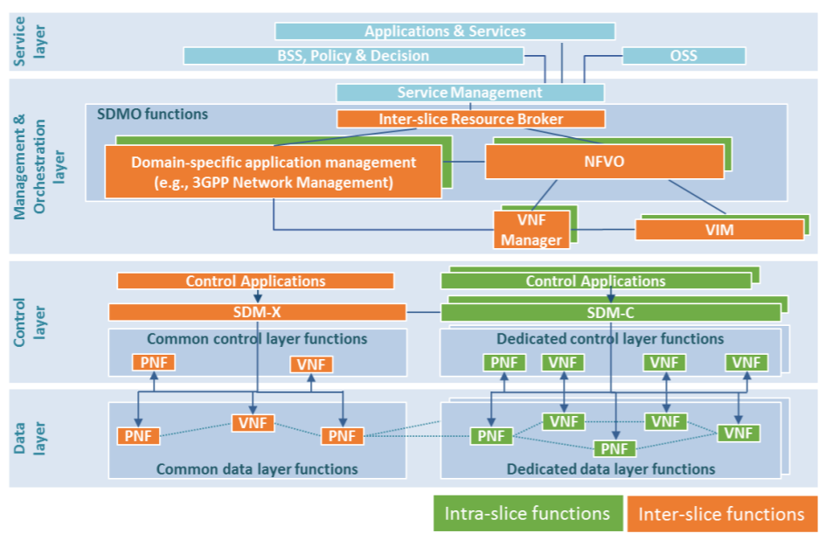 Service
layer
Applications & Services
BSS, Policy & Decision
OSS
Management &
Orchestration
layer
Service Management
SDMO functions
Inter-slice Resource Broker
Domain-specific application management
(e.g., 3GPP Network Management)
NFVO
VNF
Manager
VIM
Control
layer
Control Applications
Control Applications
SDM-X
SDM-C
Common control layer functions
Dedicated control layer functions
PNF
VNF
PNF
VNF
VNF
VNF
Data
layer
PNF
VNF
PNF
PNF
VNF
PNF
VNF
VNF
Common data layer functions
Dedicated data layer functions
Intra-slice functions
Inter-slice functions